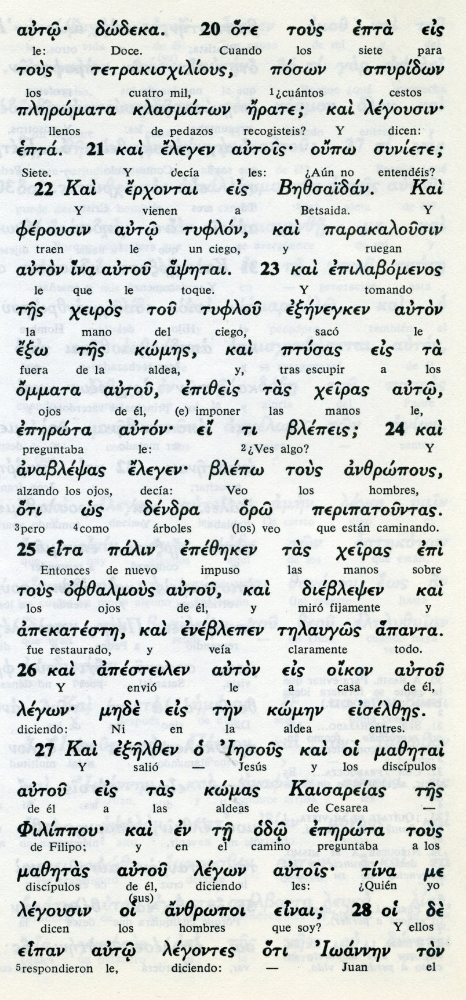 αὐτῷ· δώδεκα. 20 ὅτε τοὺς ἑπτὰ εἰς
le: Doce. Cuando los siete para
τοὺς τετρακισχιλίους, πόσων σπυρίδων
los cuatro mil, 1¿cuántos cestos
πληρώματα κλασμάτων ἤρατε; καὶ λέγουσιν·
llenos de pedazos recogisteis? Y dicen:
ἑπτά. 21 καὶ ἔλεγεν αὐτοῖς· οὔπω συνίετε;
Siete. Y decía les: ¿Aún no entendéis?
22 Καὶ ἔρχονται εἰς Βηθσαϊδάν. Καὶ
Y vienen a Betsaida. Y
φέρουσιν αὐτῷ τυφλόν, καὶ παρακαλοῦσιν
traen le un ciego, y ruegan
αὐτὸν ἵνα αὐτοῦ ἅψηται. 23 καὶ ἐπιλαβόμενος
le que le toque. Y tomando
τῆς χειρὸς τοῦ τυφλοῦ ἐξήνεγκεν αὐτὸν
la mano del ciego, sacó le
ἔξω τῆς κώμης, καὶ πτύσας εἰς τὰ
fuera de la aldea, y, tras escupir a los
ὄμματα αὐτοῦ, ἐπιθεὶς τὰς χεῖρας αὐτῷ,
ojos de él, (e) imponer las manos le,
ἐπηρώτα αὐτόν· εἴ τι βλέπεις; 24 καὶ
preguntaba le: 2¿Ves algo? Y
ἀναβλέψας ἔλεγεν· βλέπω τοὺς ἀνθρώπους,
alzando los ojos, decía: Veo los hombres,
ὅτι ὡς δένδρα ὁρῶ περιπατοῦντας.
3pero 4como árboles (los) veo que están caminando.
25 εἶτα πάλιν ἐπέθηκεν τὰς χεῖρας ἐπὶ
Entonces de nuevo impuso las manos sobre
τοὺς ὀφθαλμοὺς αὐτοῦ, καὶ διέβλεψεν καὶ
los ojos de él, y miró fijamente y
ἀπεκατέστη, καὶ ἐνέβλεπεν τηλαυγῶς ἅπαντα.
fue restaurado, y veía claramente todo.
26 καὶ ἀπέστειλεν αὐτὸν εἰς οἶκον αὐτοῦ
Y envió le a casa de él,
λέγων· μηδὲ εἰς τὴν κώμην εἰσέλθῃς.
diciendo: Ni en la aldea entres.
27 Καὶ ἐξῆλθεν ὁ Ἰησοῦς καὶ οἱ μαθηταὶ
Y salió — Jesús y los discípulos
αὐτοῦ εἰς τὰς κώμας Καισαρείας τῆς
de él a las aldeas de Cesarea —
Φιλίππου· καὶ ἐν τῇ ὁδῷ ἐπηρώτα τοὺς
de Filipo; y en el camino preguntaba a los
μαθητὰς αὐτοῦ λέγων αὐτοῖς· τίνα με
discípulos de él, diciendo les: ¿Quién yo
(sus)
λέγουσιν οἱ ἄνθρωποι εἶναι; 28 οἱ δὲ
dicen los hombres que soy? Y ellos
εἶπαν αὐτῷ λέγοντες ὅτι Ἰωάννην τὸν
5respondieron le, diciendo: — Juan el